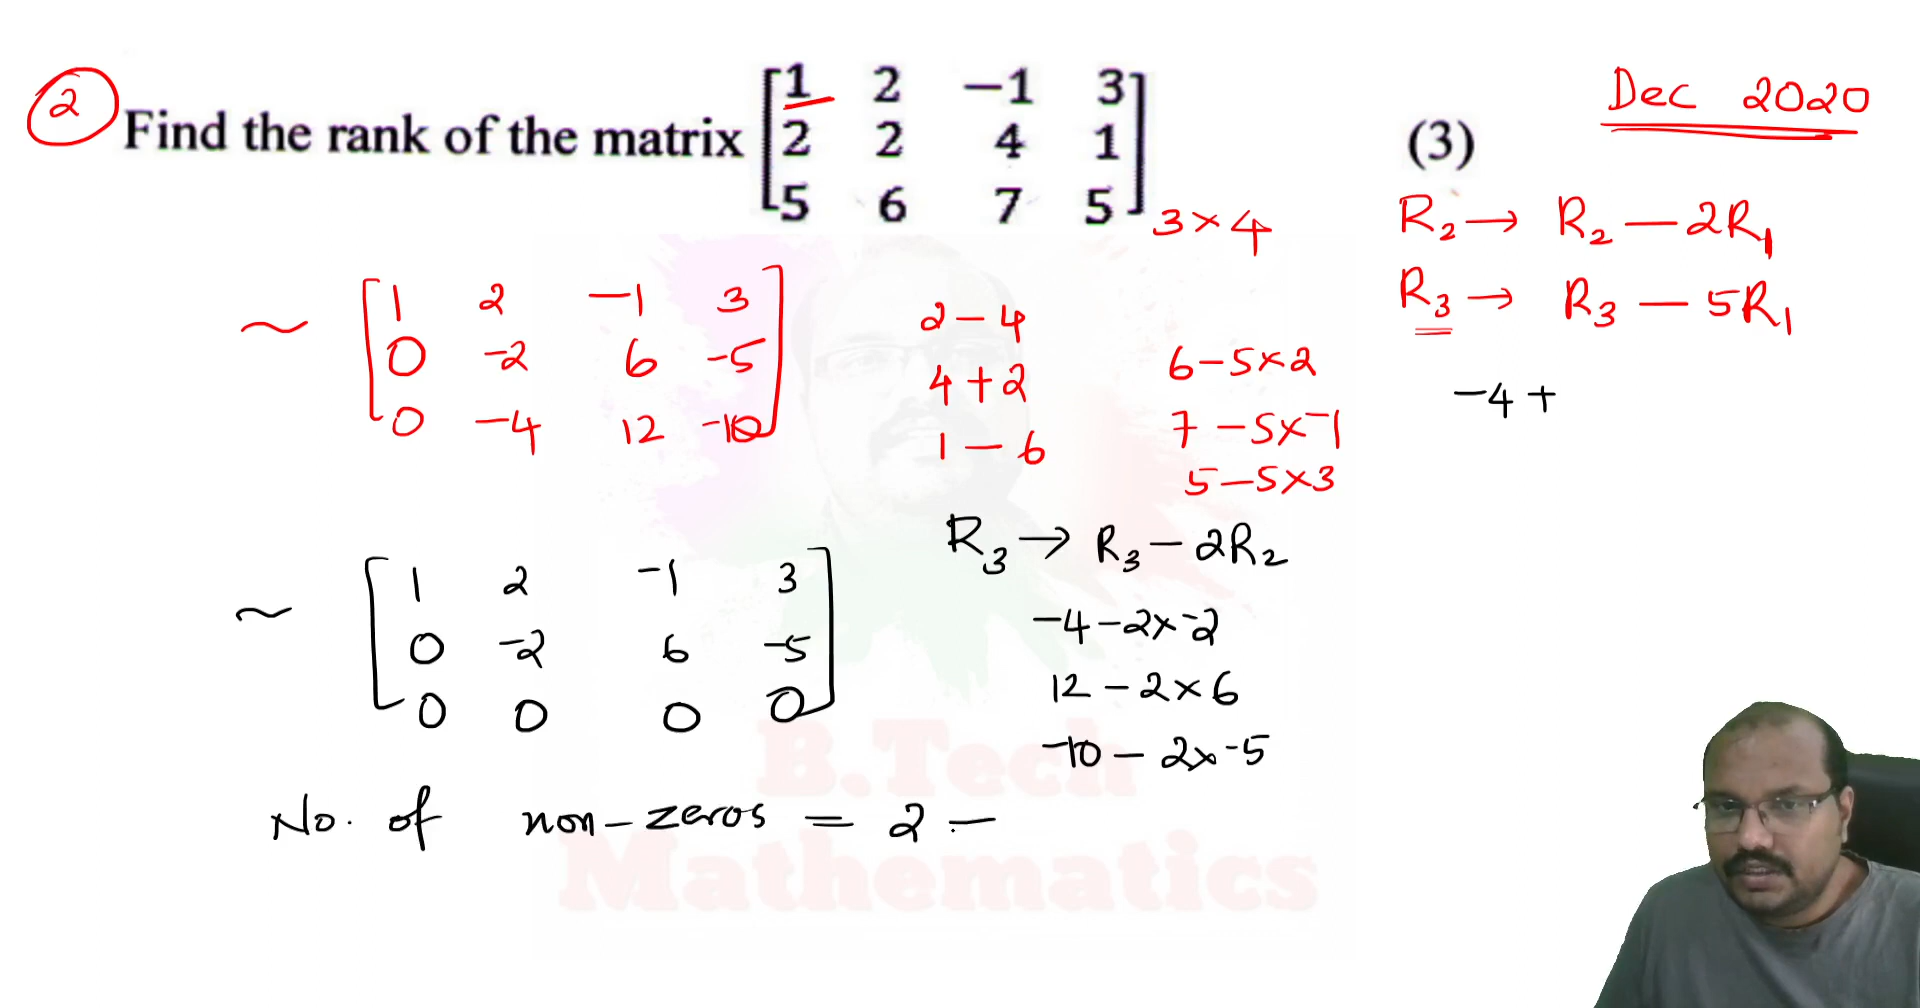 2
Find the rank of the matrix
1 2 −1 3
2 2 4 1
5 6 7 5
3×4
(3)
Dec 2020
R₂ → R₂ − 2R₁
R₃ → R₃ − 5R₁
~
1 2 −1 3
0 −2 6 −5
0 −4 12 −10
2−4
4+2
1−6
6−5×2
7−5×−1
5−5×3
−4+
R₃ → R₃ − 2R₂
~
1 2 −1 3
0 −2 6 −5
0 0 0 0
−4−2×−2
12−2×6
−10−2×−5
No. of non-zeros = 2 −
B.Tech
Mathematics